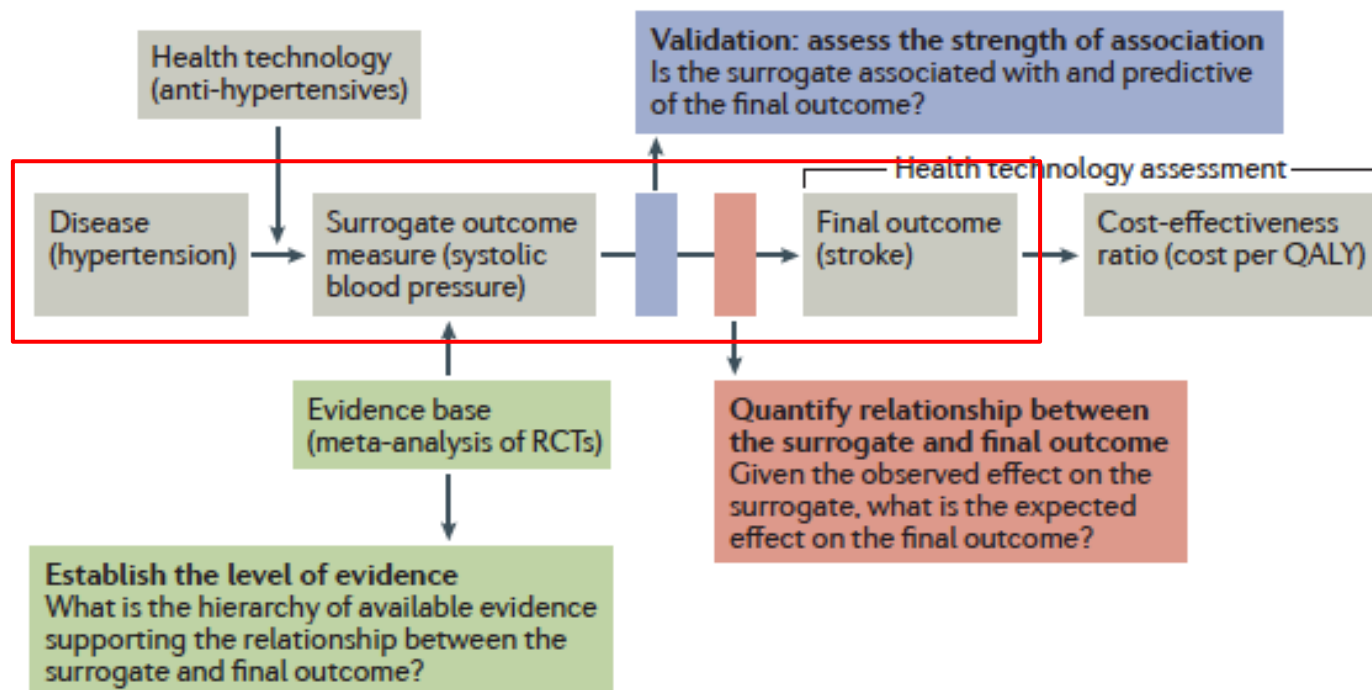 Health technology
(anti-hypertensives)
Validation: assess the strength of association
Is the surrogate associated with and predictive
of the final outcome?
Health technology assessment
Disease
(hypertension)
Surrogate outcome
measure (systolic
blood pressure)
Final outcome
(stroke)
Cost-effectiveness
ratio (cost per QALY)
Evidence base
(meta-analysis of RCTs)
Quantify relationship between
the surrogate and final outcome
Given the observed effect on the
surrogate, what is the expected
effect on the final outcome?
Establish the level of evidence
What is the hierarchy of available evidence
supporting the relationship between the
surrogate and final outcome?